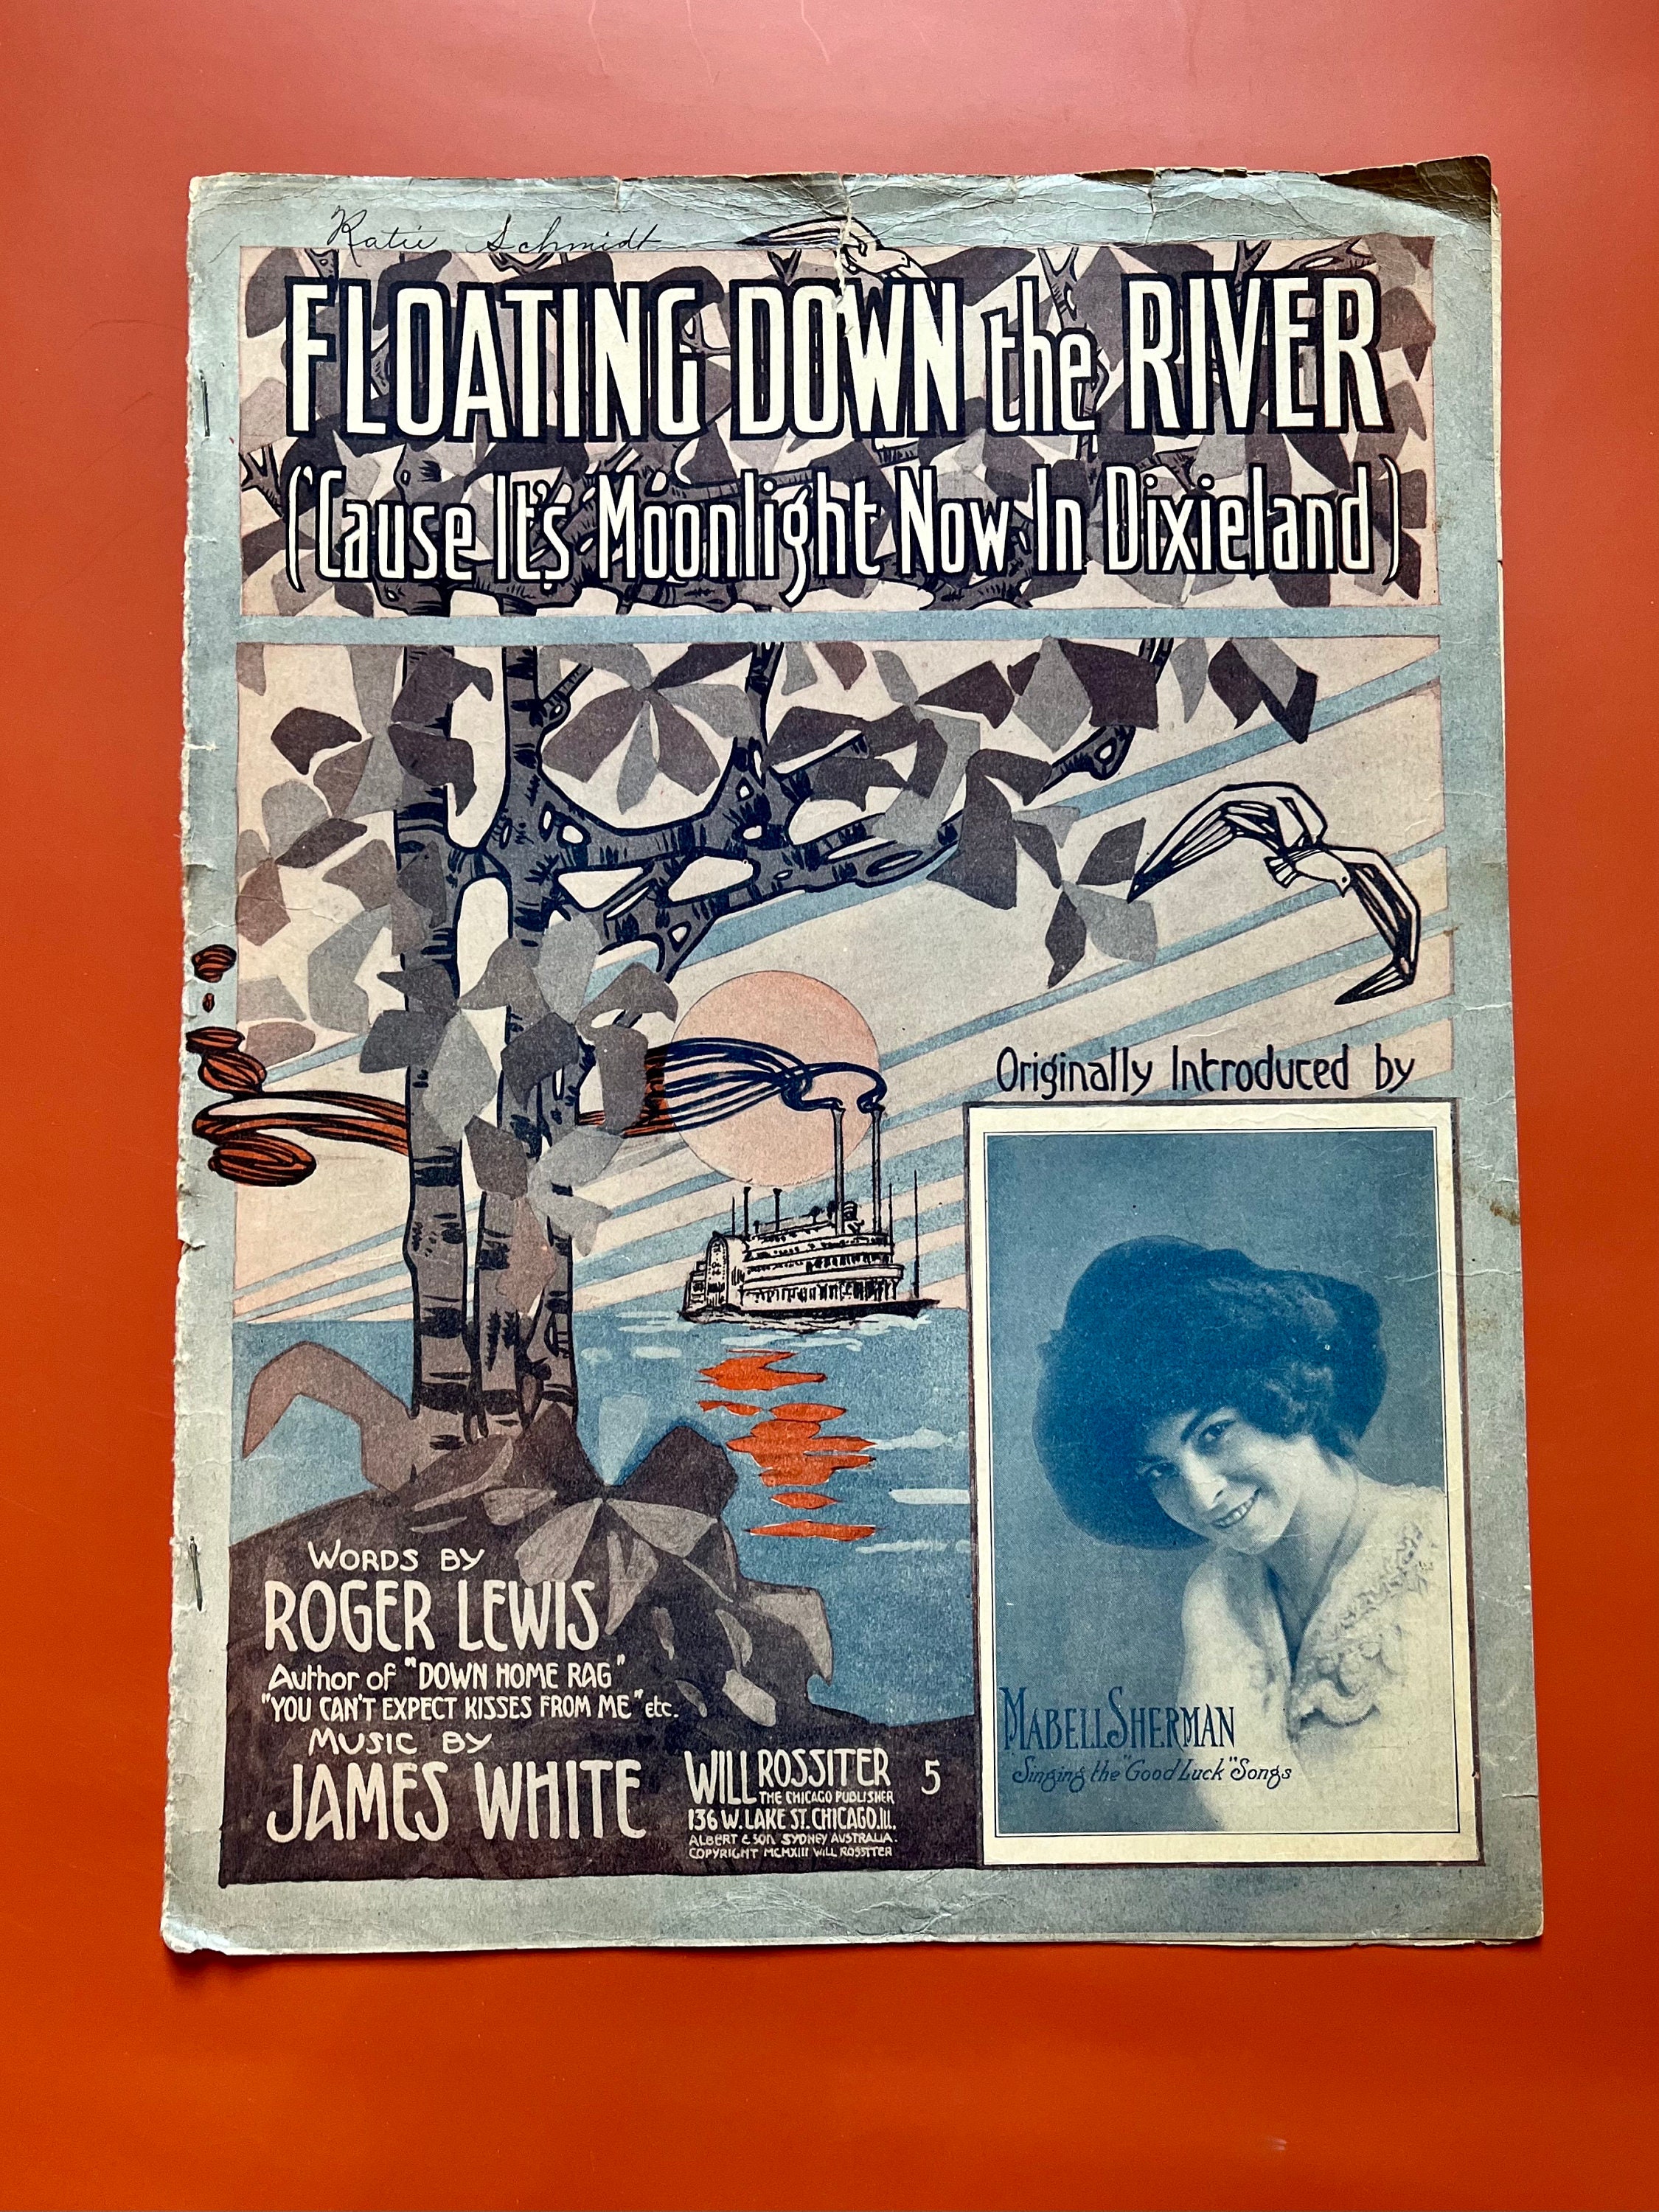 Katie Schmidt
FLOATING DOWN the RIVER
('Cause It's Moonlight Now In Dixieland)
Originally Introduced by
MABELL SHERMAN
Singing the "Good Luck" Songs
WORDS BY
ROGER LEWIS
Author of "DOWN HOME RAG"
"YOU CAN'T EXPECT KISSES FROM ME" etc.
MUSIC BY
JAMES WHITE
WILL ROSSITER
THE CHICAGO PUBLISHER
136 W. LAKE ST. CHICAGO. Ill.
ALBERT & SON SYDNEY AUSTRALIA.
COPYRIGHT MCMXIII WILL ROSSITER
5